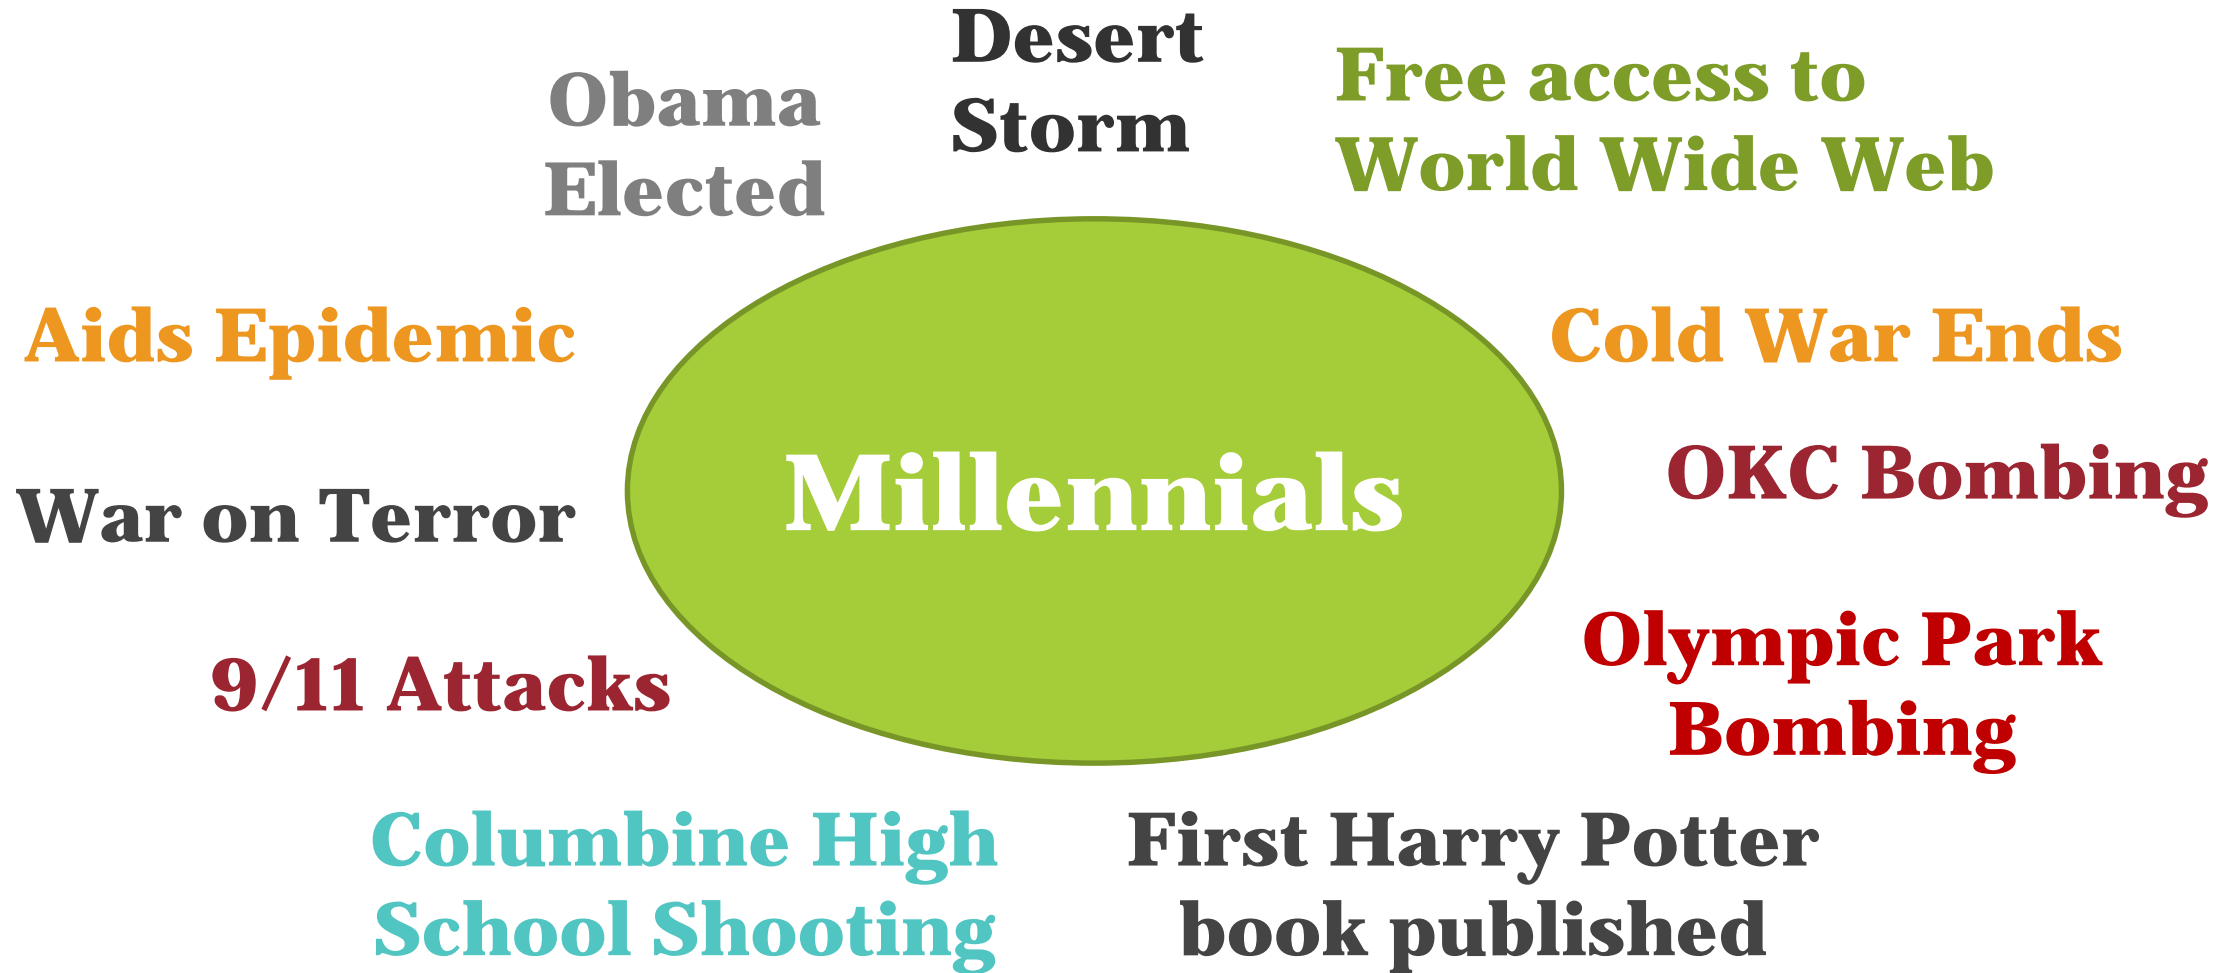 Desert
Storm
Obama
Elected
Free access to
World Wide Web
Aids Epidemic
Cold War Ends
Millennials
OKC Bombing
War on Terror
Olympic Park
Bombing
9/11 Attacks
Columbine High
School Shooting
First Harry Potter
book published